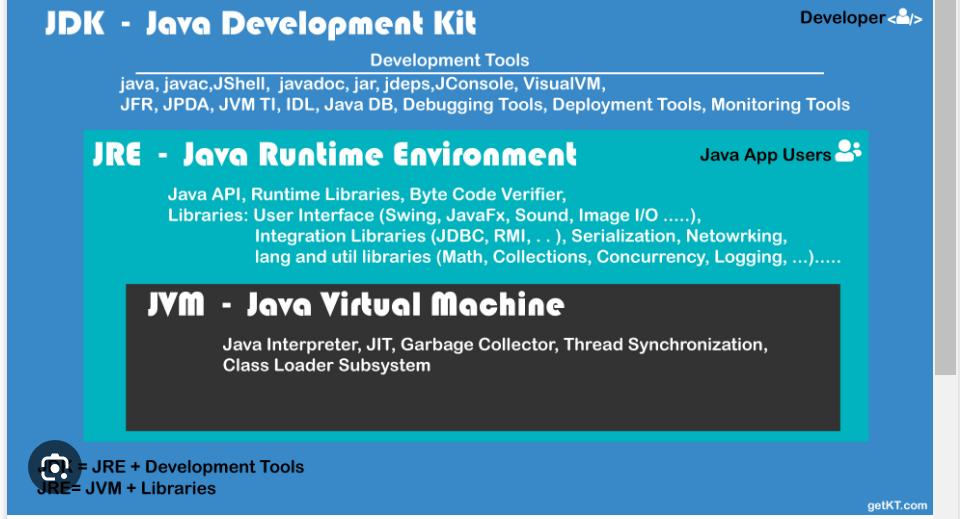 JDK - Java Development Kit
Developer
Development Tools
java, javac,JShell, javadoc, jar, jdeps,JConsole, VisualVM,
JFR, JPDA, JVM TI, IDL, Java DB, Debugging Tools, Deployment Tools, Monitoring Tools
JRE - Java Runtime Environment
Java App Users
Java API, Runtime Libraries, Byte Code Verifier,
Libraries: User Interface (Swing, JavaFx, Sound, Image I/O .....),
Integration Libraries (JDBC, RMI, . . ), Serialization, Netowrking,
lang and util libraries (Math, Collections, Concurrency, Logging, ...).....
JVM - Java Virtual Machine
Java Interpreter, JIT, Garbage Collector, Thread Synchronization,
Class Loader Subsystem
= JRE + Development Tools
JRE= JVM + Libraries
getKT.com